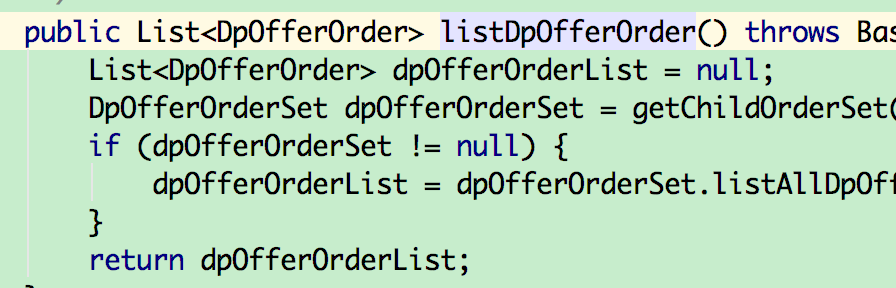 public List<DpOfferOrder> listDpOfferOrder() throws Bas
List<DpOfferOrder> dpOfferOrderList = null;
DpOfferOrderSet dpOfferOrderSet = getChildOrderSet(
if (dpOfferOrderSet != null) {
dpOfferOrderList = dpOfferOrderSet.listAllDpOff
}
return dpOfferOrderList;